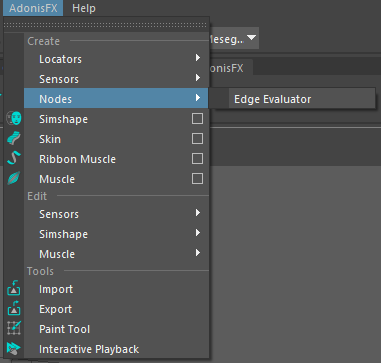 AdonisFX Help
Meseg..
onisFX
Create
Locators
Sensors
Nodes
Edge Evaluator
Simshape
Skin
Ribbon Muscle
Muscle
Edit
Sensors
Simshape
Muscle
Tools
Import
Export
Paint Tool
Interactive Playback